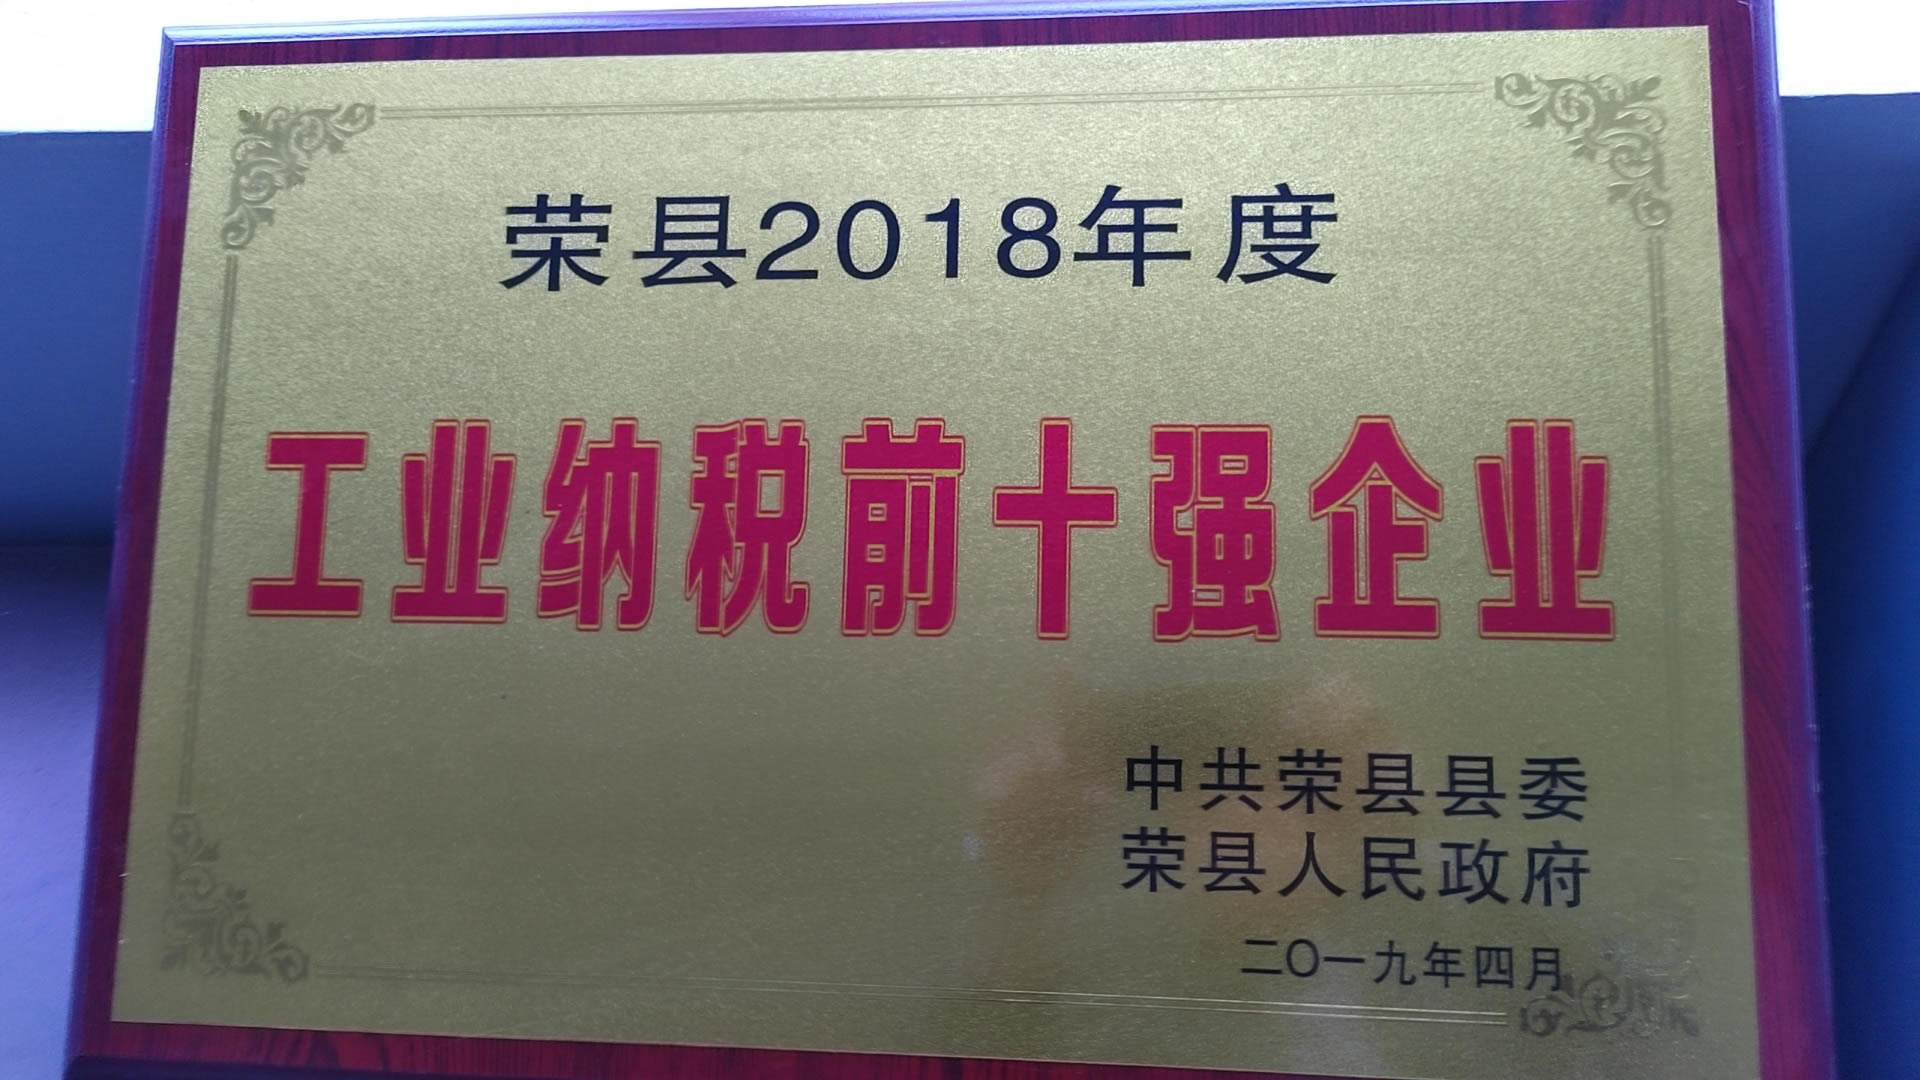 荣县2018年度
工业纳税前十强企业
中共荣县县委
荣县人民政府
二〇一九年四月